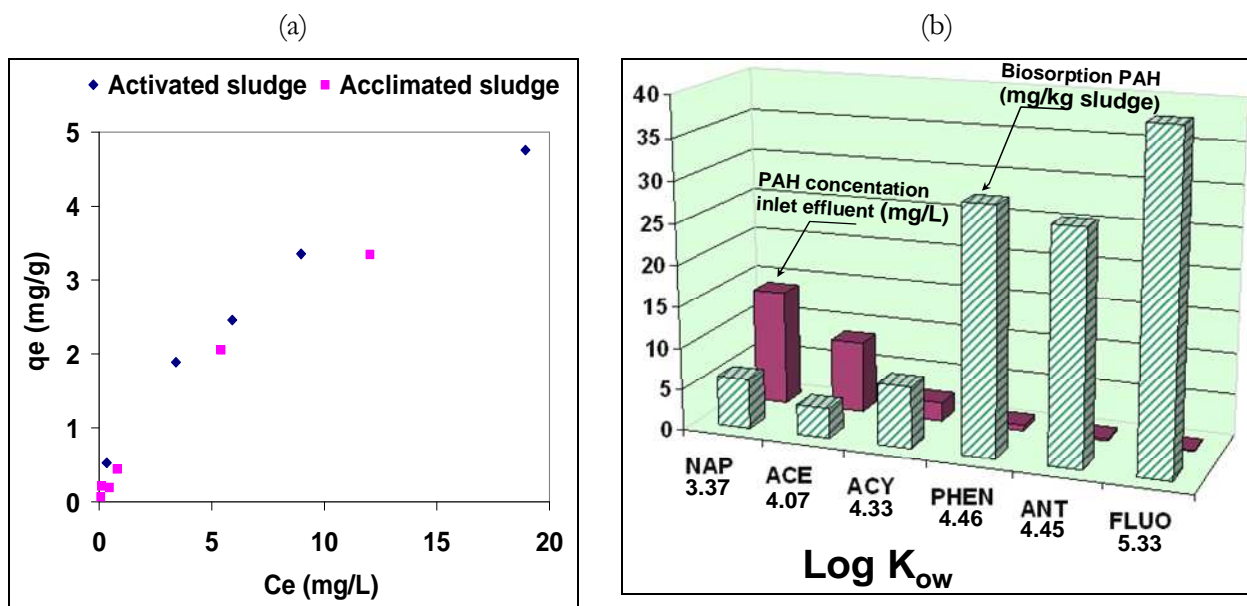 (a)
Activated sludge Acclimated sludge
5
4
3
2
1
0
qe (mg/g)
0 5 10 15 20
Ce (mg/L)
(b)
Biosorption PAH
(mg/kg sludge)
PAH concentation
inlet effluent (mg/L)
40
35
30
25
20
15
10
5
0
NAP ACE ACY PHEN ANT FLUO
3.37 4.07 4.33 4.46 4.45 5.33
Log Kow